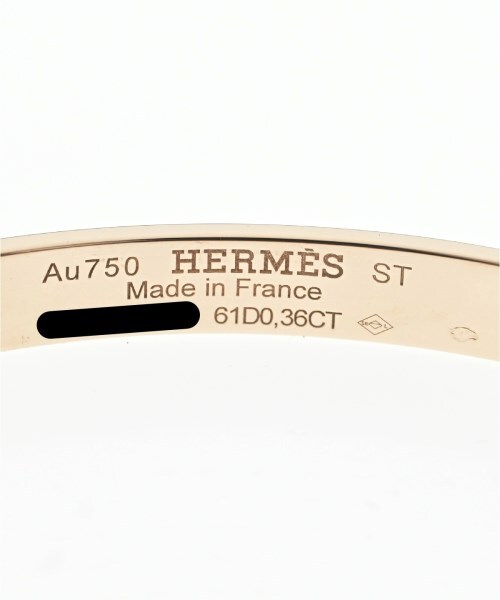 Au750 HERMÈS ST
Made in France
61D0,36CT